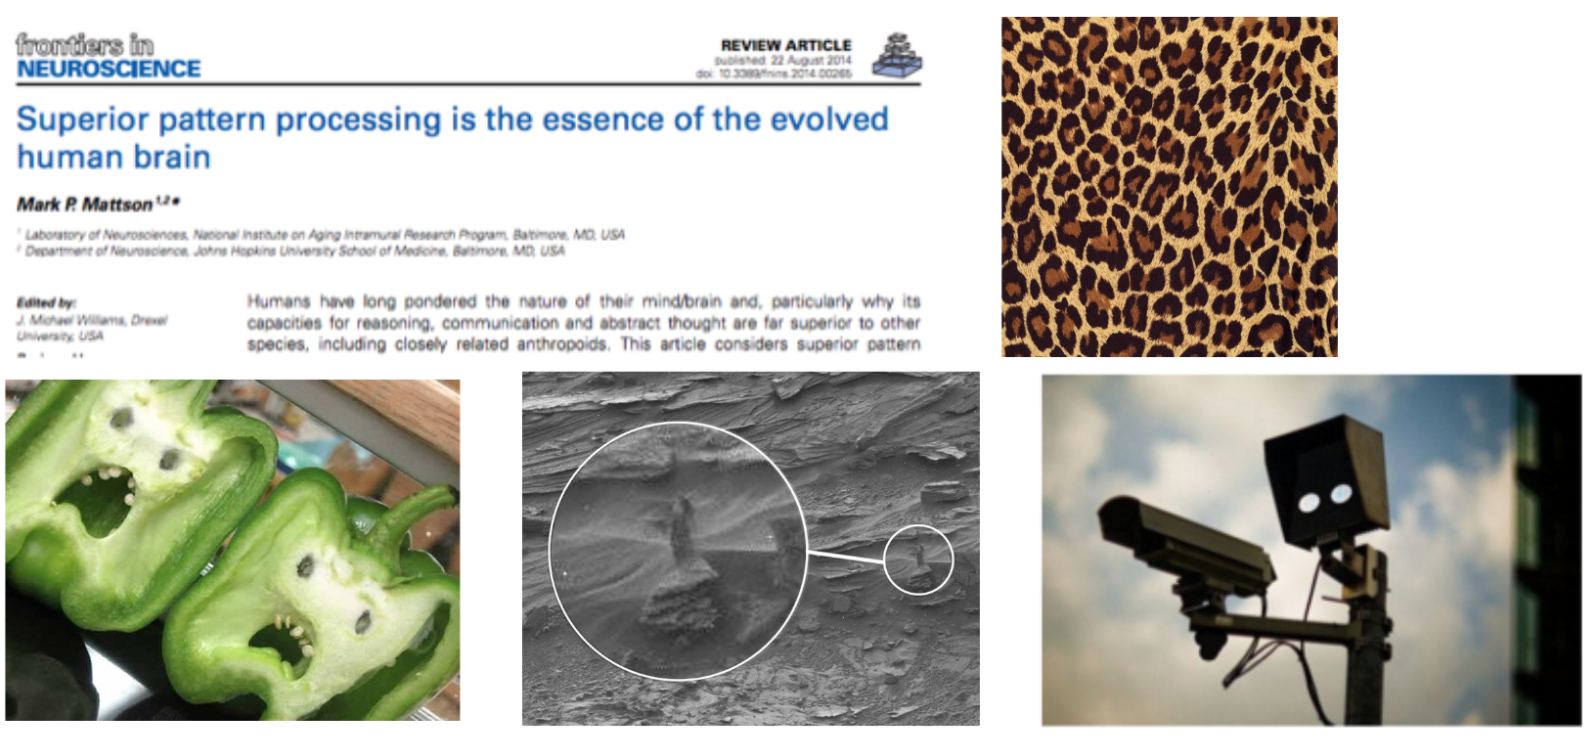 frontiers in
NEUROSCIENCE
REVIEW ARTICLE
published: 22 August 2014
doi: 10.3389/fnins.2014.00265
Superior pattern processing is the essence of the evolved
human brain
Mark P. Mattson 1,2*
1 Laboratory of Neurosciences, National Institute on Aging Intramural Research Program, Baltimore, MD, USA
2 Department of Neuroscience, Johns Hopkins University School of Medicine, Baltimore, MD, USA
Edited by:
J. Michael Williams, Drexel
University, USA
Humans have long pondered the nature of their mind/brain and, particularly why its
capacities for reasoning, communication and abstract thought are far superior to other
species, including closely related anthropoids. This article considers superior pattern